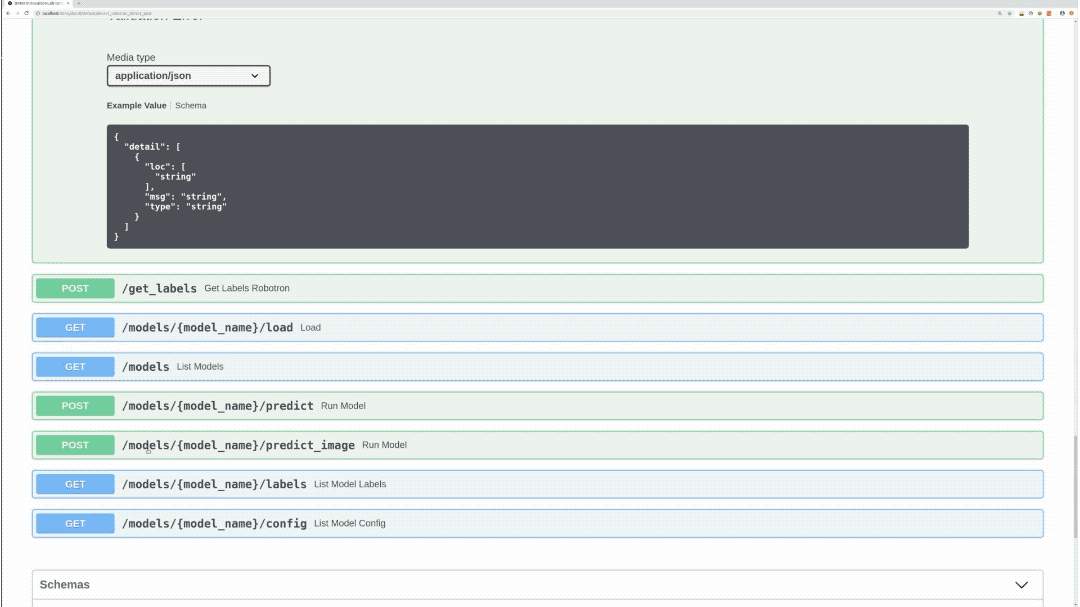 Media type
application/json
Example Value | Schema
{
"detail": [
{
"loc": [
"string"
],
"msg": "string",
"type": "string"
}
]
}
POST /get_labels Get Labels Robotron
GET /models/{model_name}/load Load
GET /models List Models
POST /models/{model_name}/predict Run Model
POST /models/{model_name}/predict_image Run Model
GET /models/{model_name}/labels List Model Labels
GET /models/{model_name}/config List Model Config
Schemas